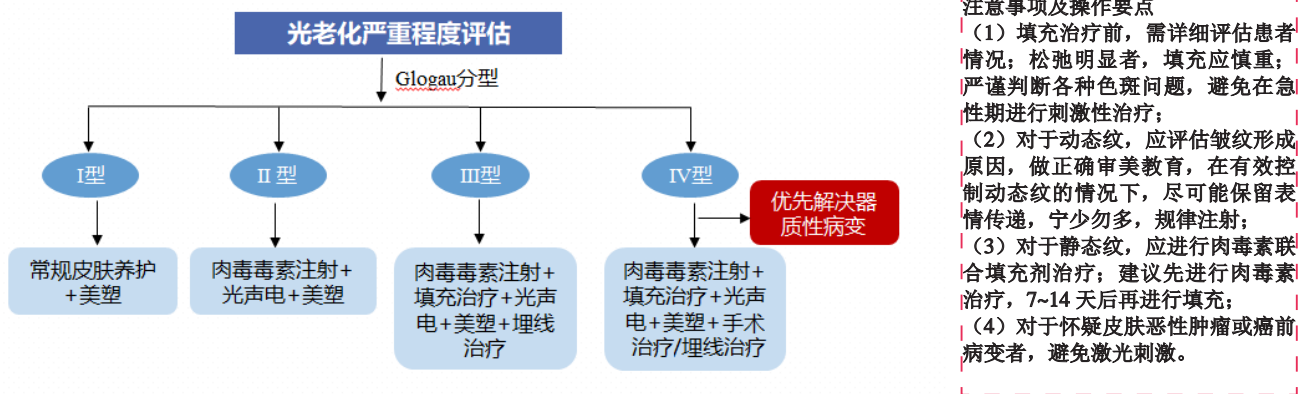 光老化严重程度评估
Glogau分型
I型
II 型
III型
IV型
优先解决器
质性病变
常规皮肤养护
+美塑
肉毒毒素注射+
光声电+美塑
肉毒毒素注射+
填充治疗+光声
电+美塑+埋线
治疗
肉毒毒素注射+
填充治疗+光声
电+美塑+手术
治疗/埋线治疗
注意事项及操作要点
（1）填充治疗前，需详细评估患者
情况；松弛明显者，填充应慎重；
严谨判断各种色斑问题，避免在急
性期进行刺激性治疗；
（2）对于动态纹，应评估皱纹形成
原因，做正确审美教育，在有效控
制动态纹的情况下，尽可能保留表
情传递，宁少勿多，规律注射；
（3）对于静态纹，应进行肉毒素联
合填充剂治疗；建议先进行肉毒素
治疗，7~14 天后再进行填充；
（4）对于怀疑皮肤恶性肿瘤或癌前
病变者，避免激光刺激。